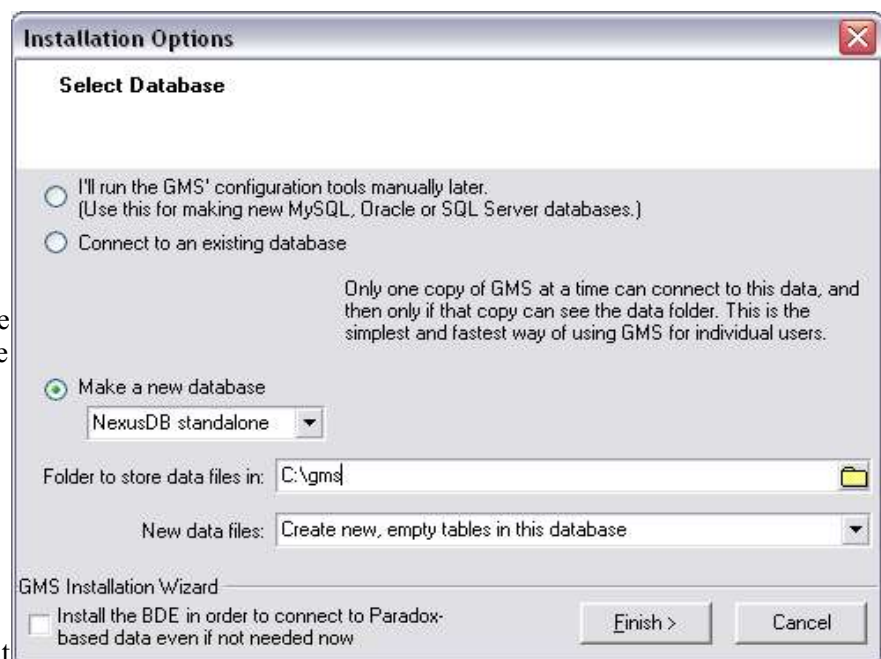 Installation Options
Select Database
I'll run the GMS' configuration tools manually later.
(Use this for making new MySQL, Oracle or SQL Server databases.)
Connect to an existing database
Only one copy of GMS at a time can connect to this data, and
then only if that copy can see the data folder. This is the
simplest and fastest way of using GMS for individual users.
e
e
Make a new database
NexusDB standalone
Folder to store data files in: C:\gms
New data files: Create new, empty tables in this database
GMS Installation Wizard
Install the BDE in order to connect to Paradox-
based data even if not needed now
Finish >
Cancel
t